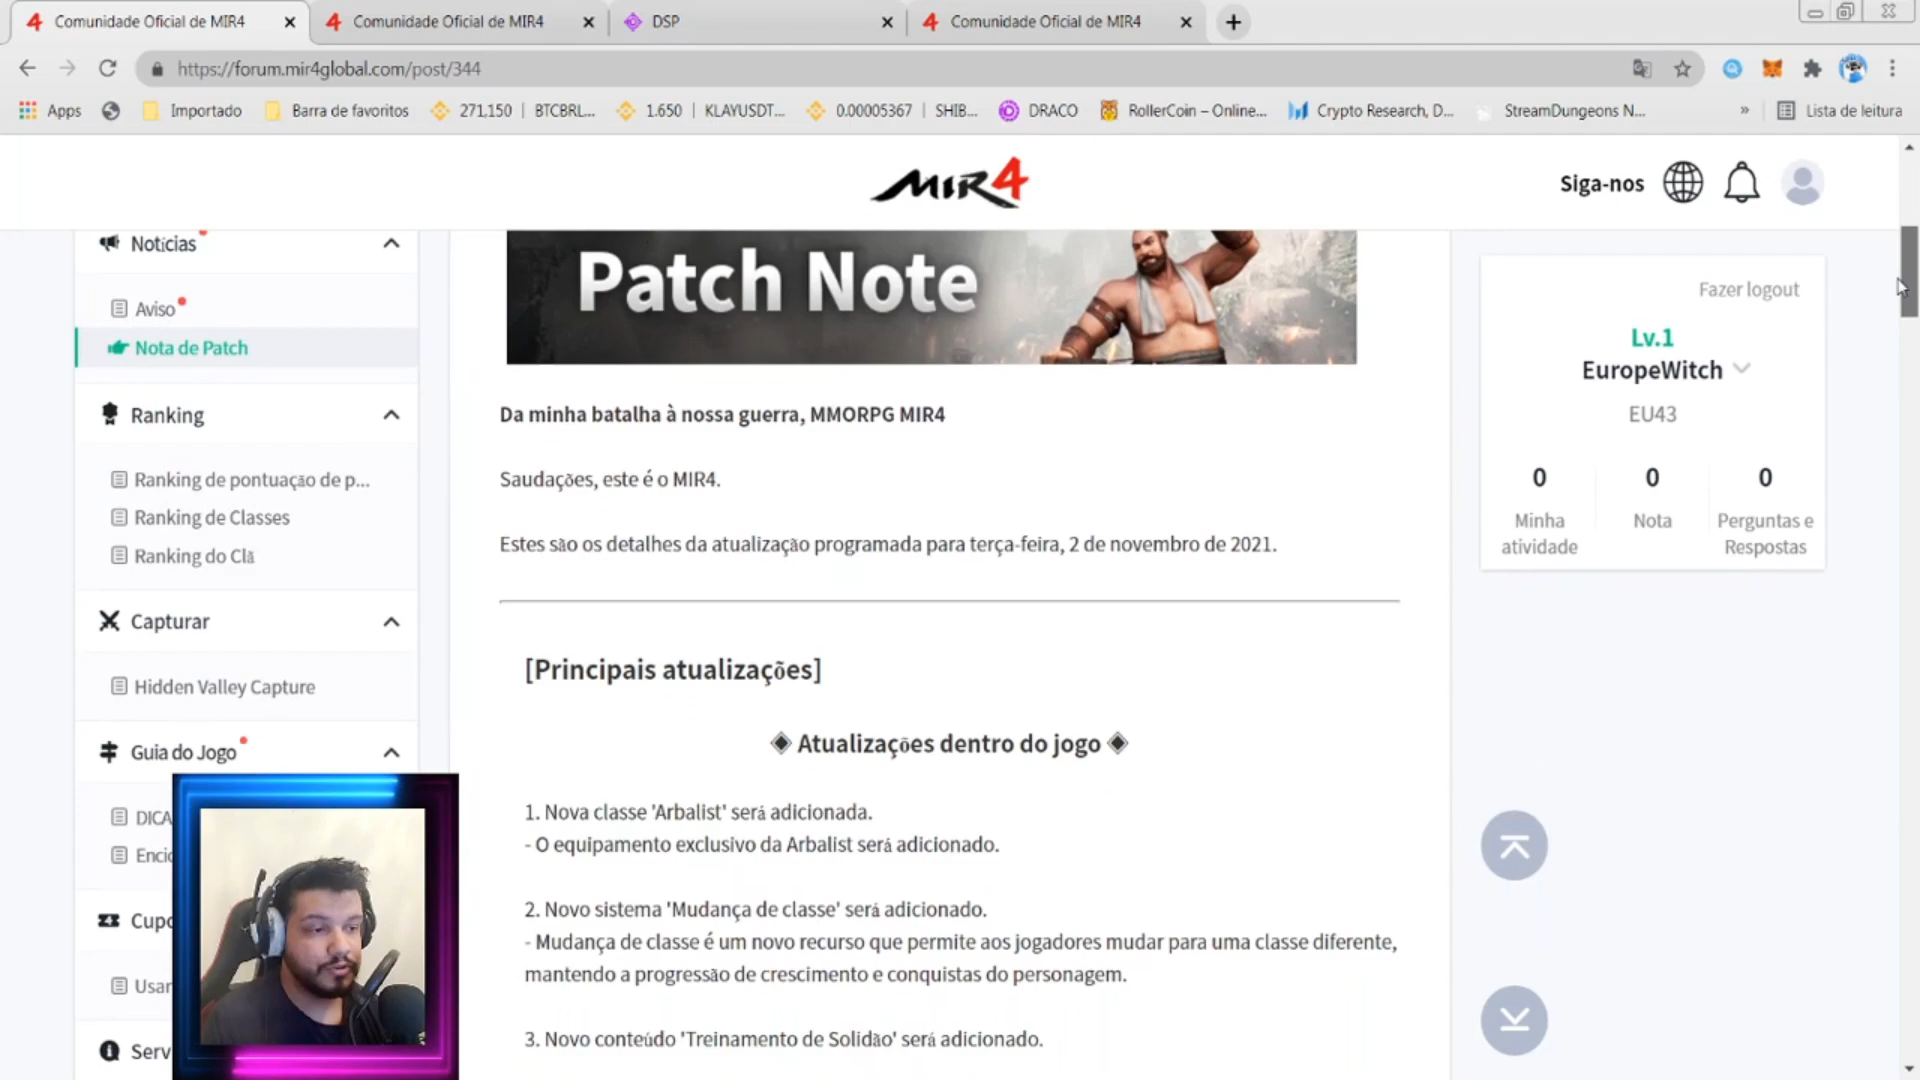 Comunidade Oficial de MIR4
Comunidade Oficial de MIR4
DSP
Comunidade Oficial de MIR4
https://forum.mir4global.com/post/344
Apps
Importado
Barra de favoritos
271,150 | BTCBRL...
1.650 | KLAYUSDT...
0.00005367 | SHIB...
DRACO
RollerCoin – Online...
Crypto Research, D...
StreamDungeons N...
»
Lista de leitura
MIR4
Siga-nos
Notícias
Aviso
Nota de Patch
Ranking
Ranking de pontuação de p...
Ranking de Classes
Ranking do Clã
Capturar
Hidden Valley Capture
Guia do Jogo
DICA
Encic
Cupo
Usar
Serv
Patch Note
Da minha batalha à nossa guerra, MMORPG MIR4
Saudações, este é o MIR4.
Estes são os detalhes da atualização programada para terça-feira, 2 de novembro de 2021.
[Principais atualizações]
◈ Atualizações dentro do jogo ◈
1. Nova classe 'Arbalist' será adicionada.
- O equipamento exclusivo da Arbalist será adicionado.
2. Novo sistema 'Mudança de classe' será adicionado.
- Mudança de classe é um novo recurso que permite aos jogadores mudar para uma classe diferente,
mantendo a progressão de crescimento e conquistas do personagem.
3. Novo conteúdo 'Treinamento de Solidão' será adicionado.
Fazer logout
Lv.1
EuropeWitch
EU43
0
Minha
atividade
0
Nota
0
Perguntas e
Respostas